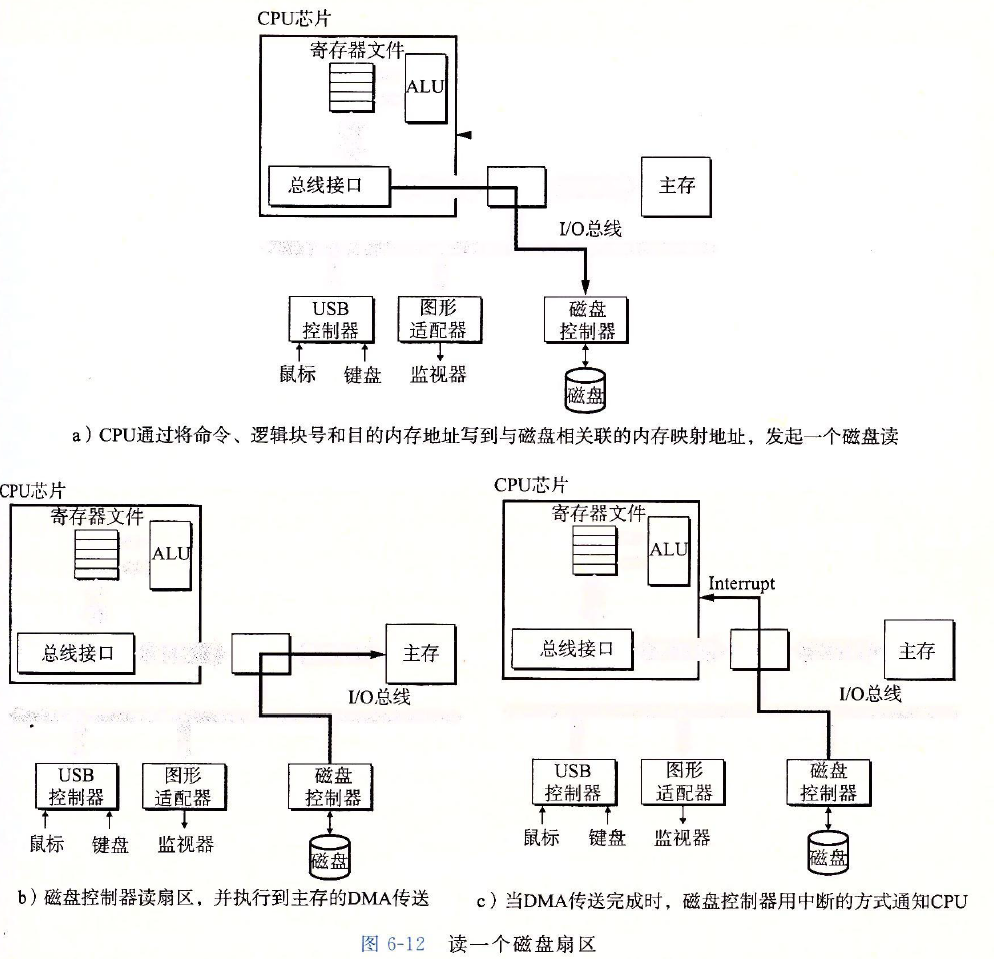 CPU芯片
寄存器文件
ALU
总线接口
主存
I/O总线
USB
控制器
图形
适配器
磁盘
控制器
鼠标
键盘
监视器
磁盘
a）CPU通过将命令、逻辑块号和目的内存地址写到与磁盘相关联的内存映射地址，发起一个磁盘读
CPU芯片
寄存器文件
ALU
总线接口
主存
I/O总线
USB
控制器
图形
适配器
磁盘
控制器
鼠标
键盘
监视器
磁盘
b）磁盘控制器读扇区，并执行到主存的DMA传送
CPU芯片
寄存器文件
ALU
Interrupt
总线接口
主存
I/O总线
USB
控制器
图形
适配器
磁盘
控制器
鼠标
键盘
监视器
磁盘
c）当DMA传送完成时，磁盘控制器用中断的方式通知CPU
图 6-12 读一个磁盘扇区